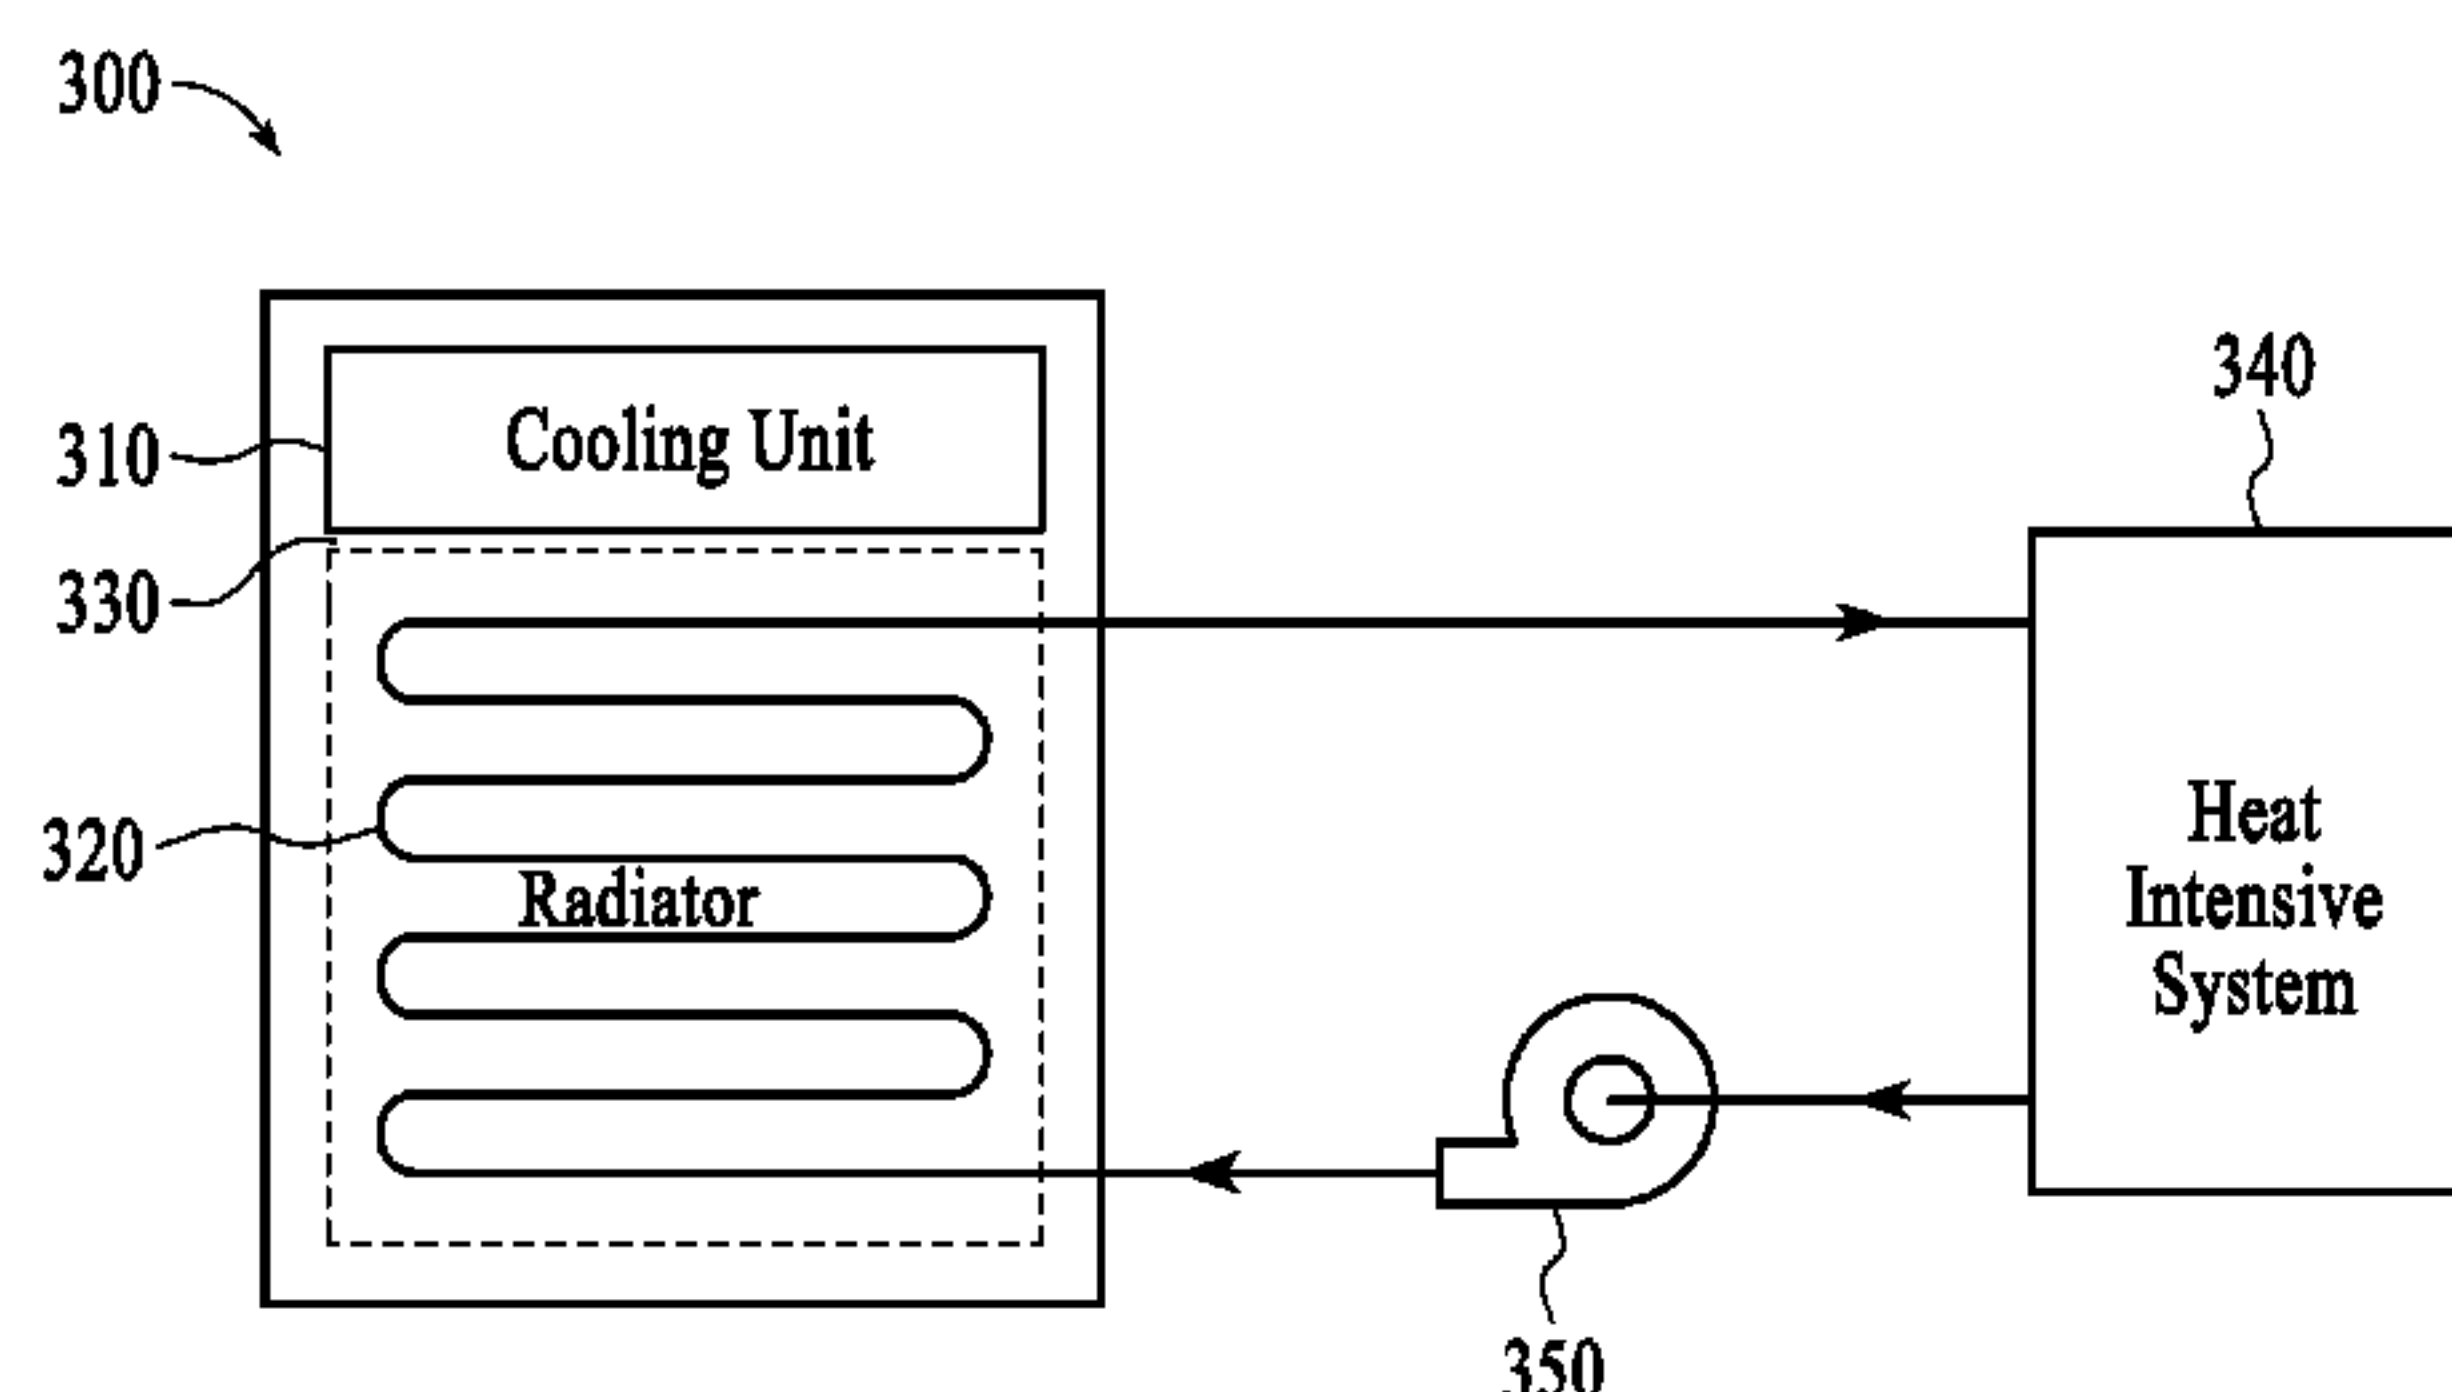 300
340
310
Cooling Unit
330
320
Radiator
Heat
Intensive
System
350